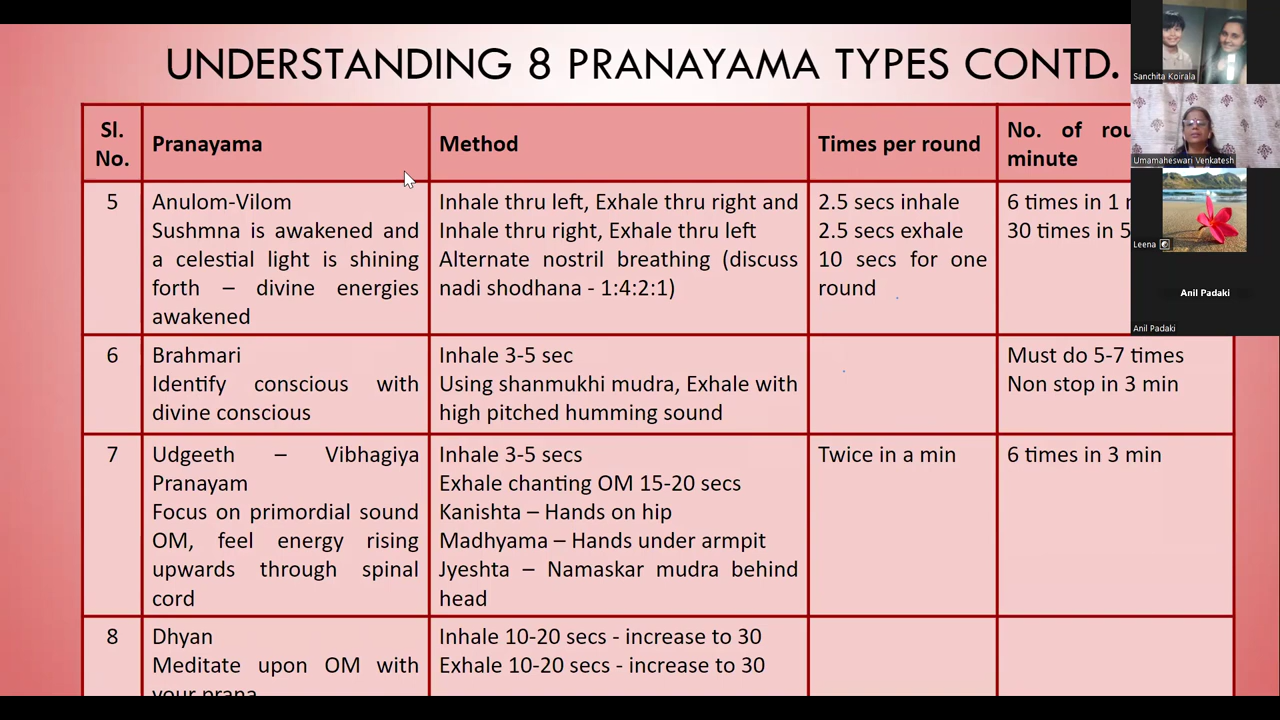 UNDERSTANDING 8 PRANAYAMA TYPES CONTD.
Sl.
No.
Pranayama
Method
Times per round
No. of
minute
5
Anulom-Vilom
Sushmna is awakened and
a celestial light is shining
forth – divine energies
awakened
Inhale thru left, Exhale thru right and
Inhale thru right, Exhale thru left
Alternate nostril breathing (discuss
nadi shodhana - 1:4:2:1)
2.5 secs inhale
2.5 secs exhale
10 secs for one
round
6 times in 1
30 times in 5
6
Brahmari
Identify conscious with
divine conscious
Inhale 3-5 sec
Using shanmukhi mudra, Exhale with
high pitched humming sound
Must do 5-7 times
Non stop in 3 min
7
Udgeeth – Vibhagiya
Pranayam
Focus on primordial sound
OM, feel energy rising
upwards through spinal
cord
Inhale 3-5 secs
Exhale chanting OM 15-20 secs
Kanishta – Hands on hip
Madhyama – Hands under armpit
Jyeshta – Namaskar mudra behind
head
Twice in a min
6 times in 3 min
8
Dhyan
Meditate upon OM with
your prana
Inhale 10-20 secs - increase to 30
Exhale 10-20 secs - increase to 30
Sanchita Koirala
Umamaheswari Venkatesh
Leena
Anil Padaki
Anil Padaki